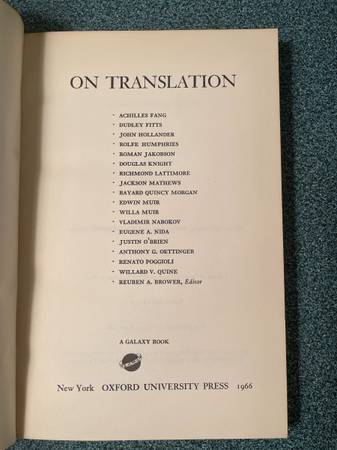 ON TRANSLATION
• ACHILLES FANG
• DUDLEY FITTS
• JOHN HOLLANDER
• ROLFE HUMPHRIES
• ROMAN JAKOBSON
• DOUGLAS KNIGHT
• RICHMOND LATTIMORE
• JACKSON MATHEWS
• BAYARD QUINCY MORGAN
• EDWIN MUIR
• WILLA MUIR
• VLADIMIR NABOKOV
• EUGENE A. NIDA
• JUSTIN O'BRIEN
• ANTHONY G. OETTINGER
• RENATO POGGIOLI
• WILLARD V. QUINE
• REUBEN A. BROWER, Editor
A GALAXY BOOK
GALAXY
New York OXFORD UNIVERSITY PRESS 1966